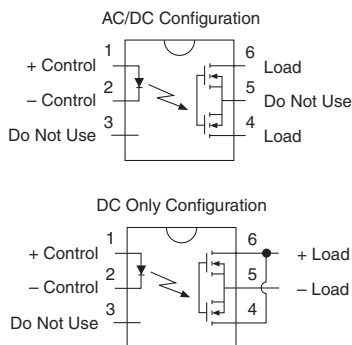 AC/DC Configuration
1 6
+ Control Load
2 5
– Control Do Not Use
3 4
Do Not Use Load
DC Only Configuration
1 6
+ Control + Load
2 5
– Control – Load
3 4
Do Not Use